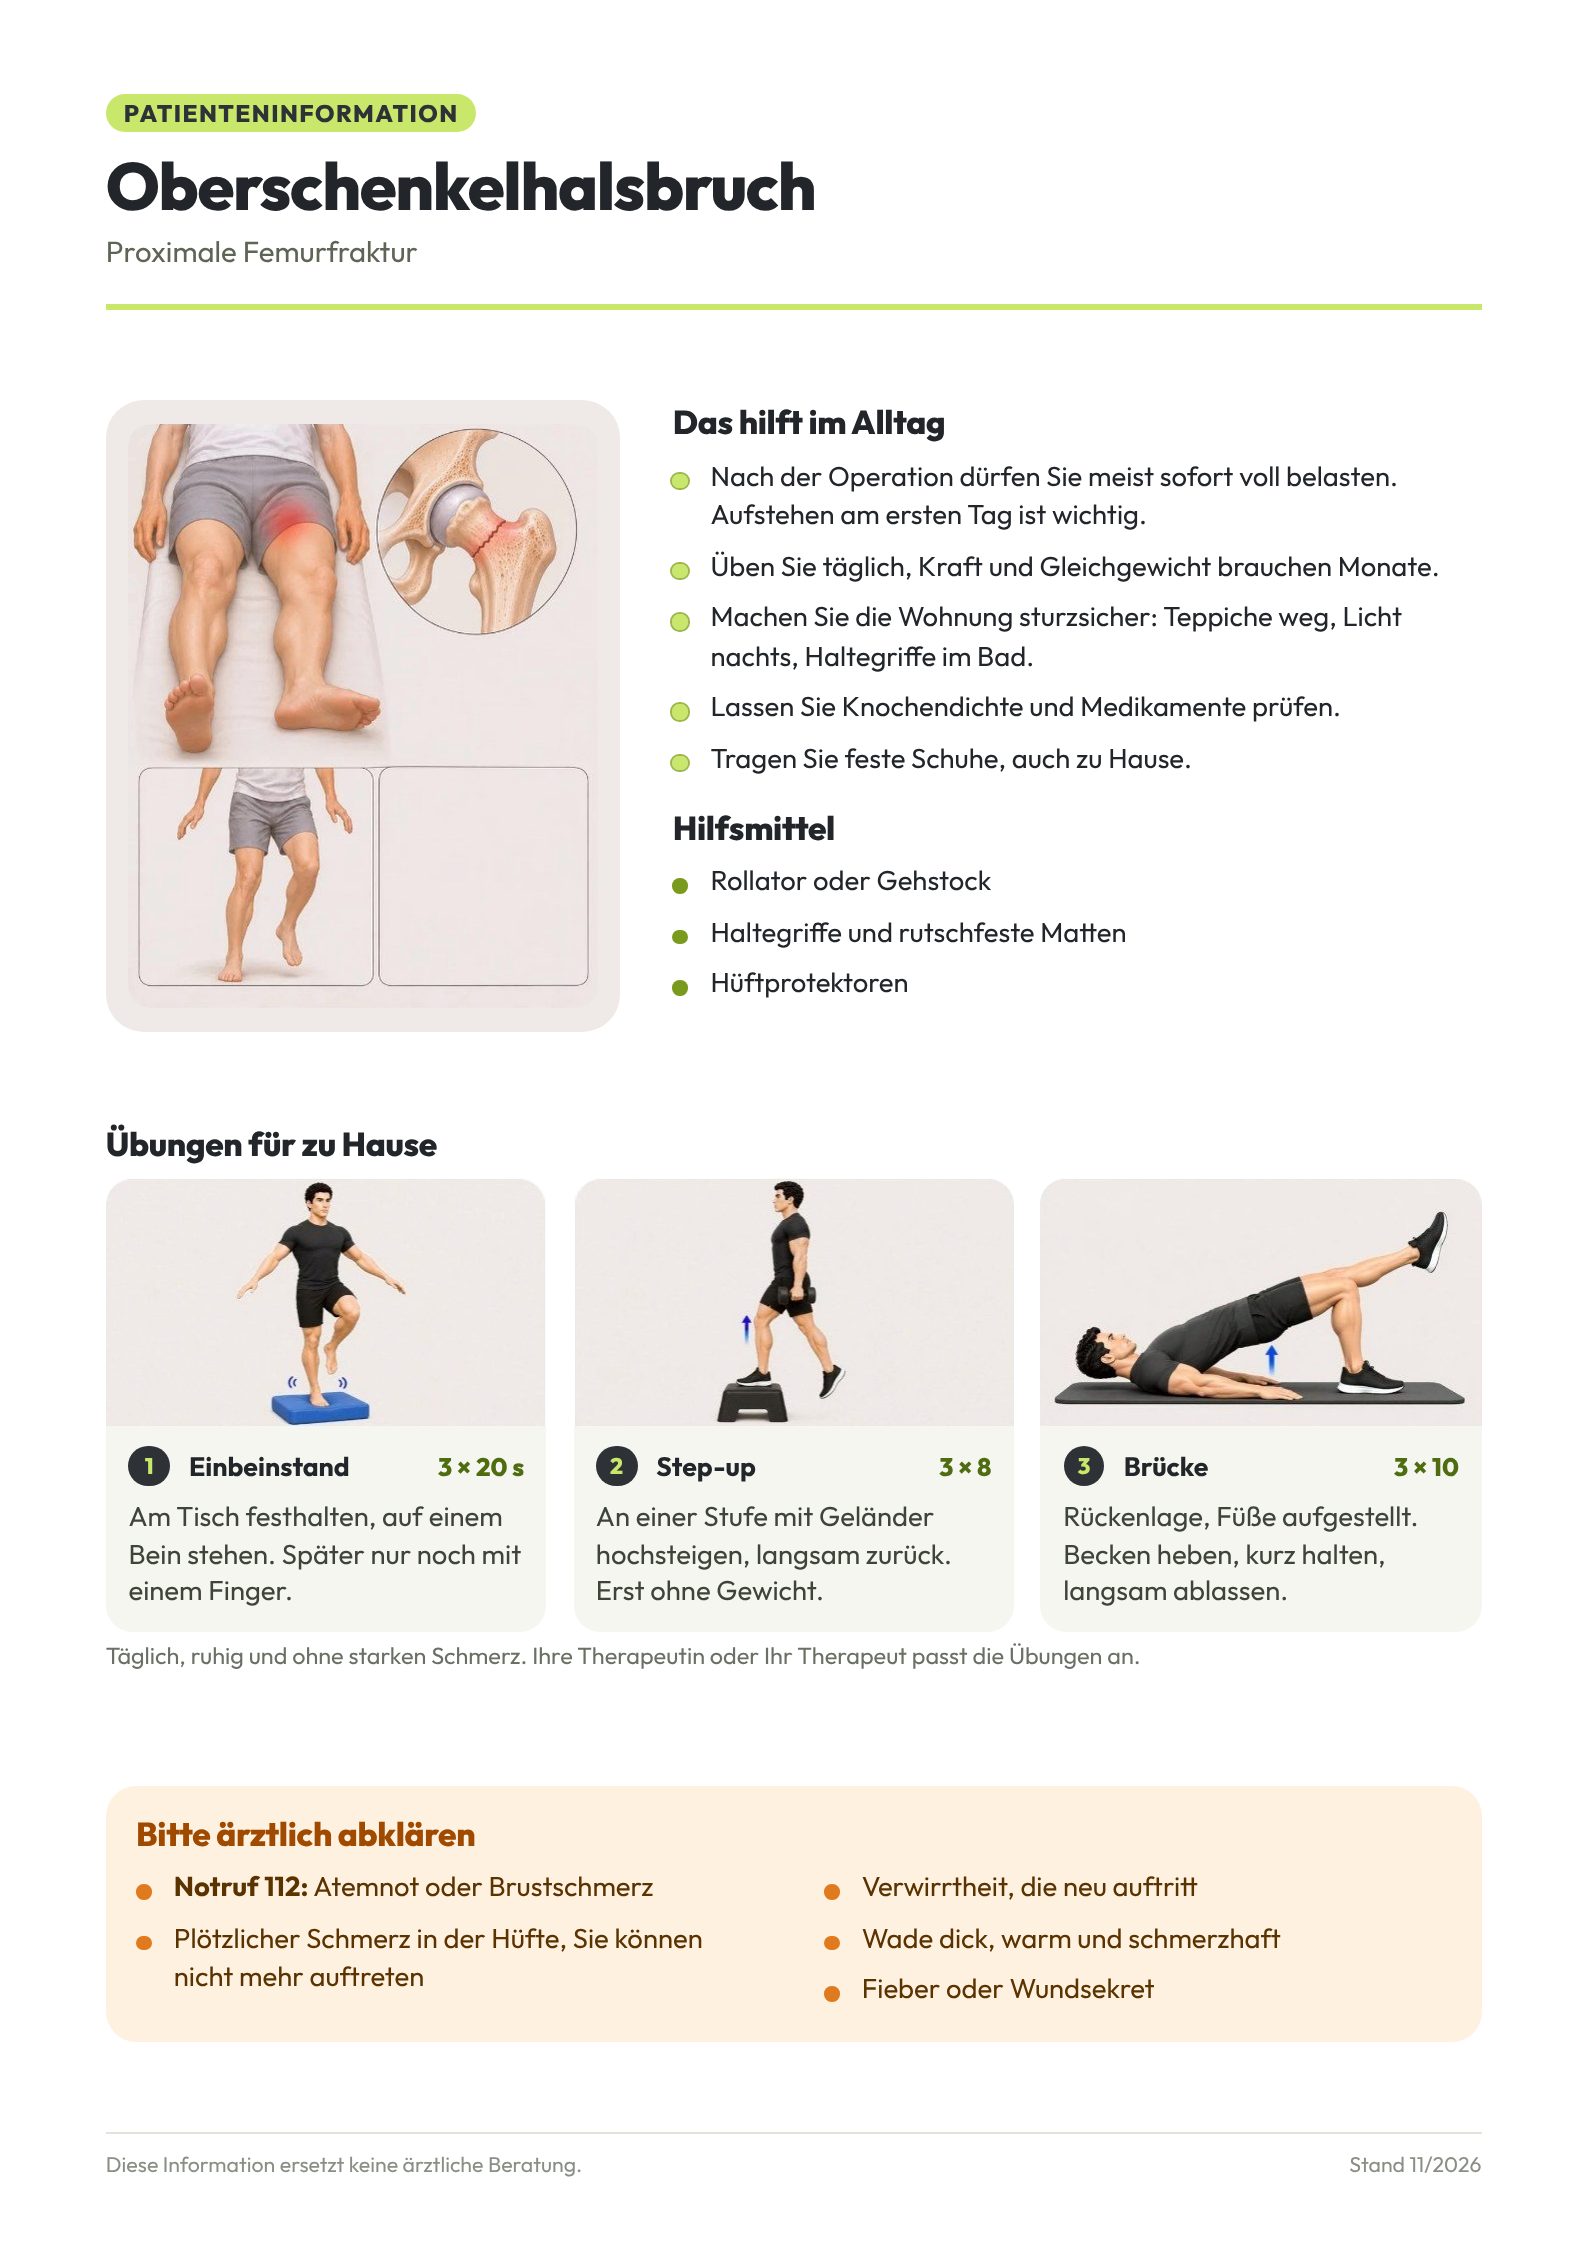 PATIENTENINFORMATION
Oberschenkelhalsbruch
Proximale Femurfraktur
Das hilft im Alltag
Nach der Operation dürfen Sie meist sofort voll belasten.
Aufstehen am ersten Tag ist wichtig.
Üben Sie täglich, Kraft und Gleichgewicht brauchen Monate.
Machen Sie die Wohnung sturzsicher: Teppiche weg, Licht
nachts, Haltegriffe im Bad.
Lassen Sie Knochendichte und Medikamente prüfen.
Tragen Sie feste Schuhe, auch zu Hause.
Hilfsmittel
Rollator oder Gehstock
Haltegriffe und rutschfeste Matten
Hüftprotektoren
Übungen für zu Hause
1 Einbeinstand 3 × 20 s
Am Tisch festhalten, auf einem
Bein stehen. Später nur noch mit
einem Finger.
2 Step-up 3 × 8
An einer Stufe mit Geländer
hochsteigen, langsam zurück.
Erst ohne Gewicht.
3 Brücke 3 × 10
Rückenlage, Füße aufgestellt.
Becken heben, kurz halten,
langsam ablassen.
Täglich, ruhig und ohne starken Schmerz. Ihre Therapeutin oder Ihr Therapeut passt die Übungen an.
Bitte ärztlich abklären
Notruf 112: Atemnot oder Brustschmerz
Plötzlicher Schmerz in der Hüfte, Sie können
nicht mehr auftreten
Verwirrtheit, die neu auftritt
Wade dick, warm und schmerzhaft
Fieber oder Wundsekret
Diese Information ersetzt keine ärztliche Beratung.
Stand 11/2026